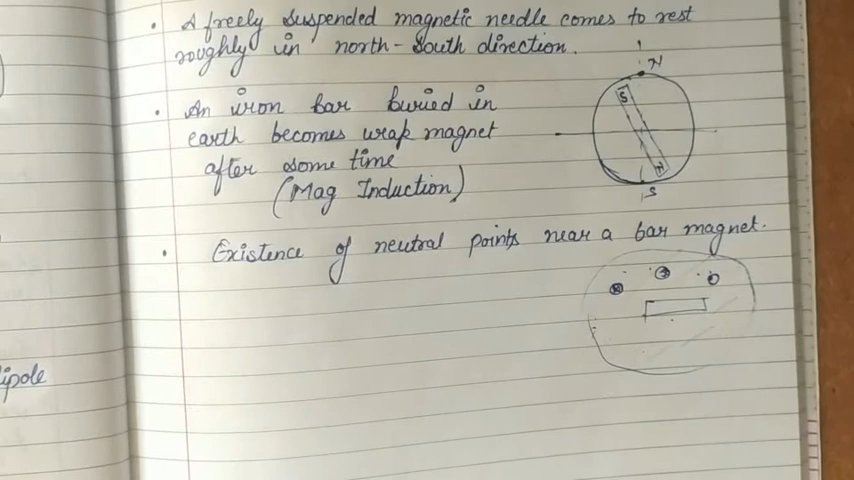 • A freely suspended magnetic needle comes to rest
roughly in north-south direction.
N
• An iron bar buried in
S
earth becomes wrak magnet
after some time
N
(Mag Induction)
S
• Existence of neutral points near a bar magnet.
ipole